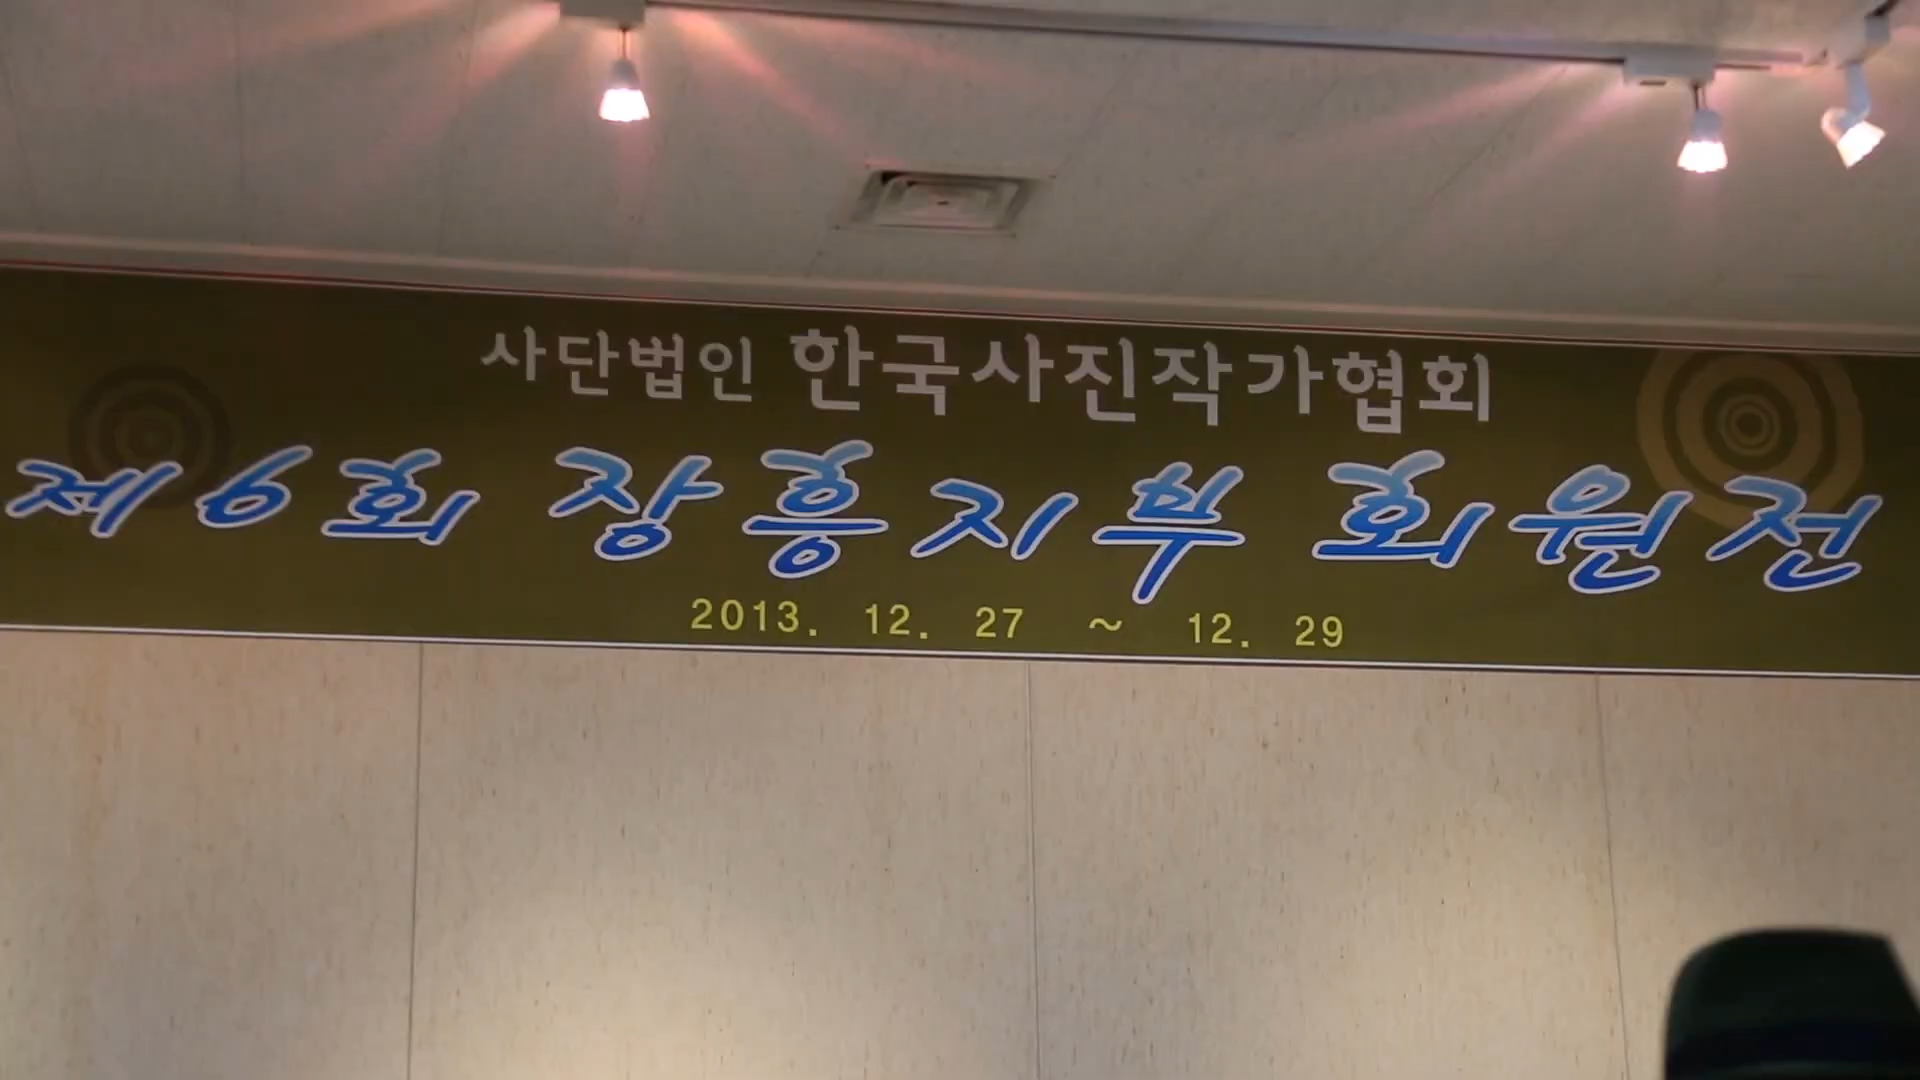 사단법인 한국사진작가협회
제6회 장흥지부 회원전
2013. 12. 27 ~ 12. 29